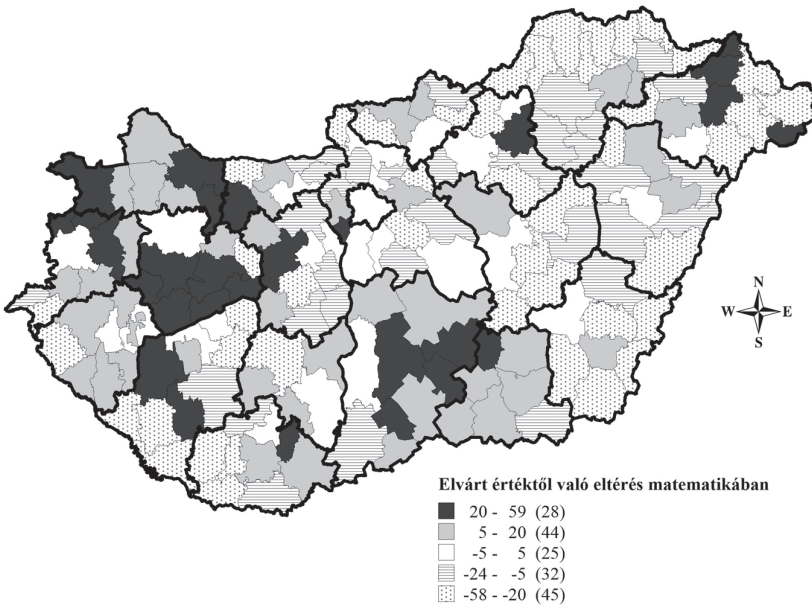 N
W E
S
Elvárt értéktől való eltérés matematikában
20 - 59 (28)
5 - 20 (44)
-5 - 5 (25)
-24 - -5 (32)
-58 - -20 (45)